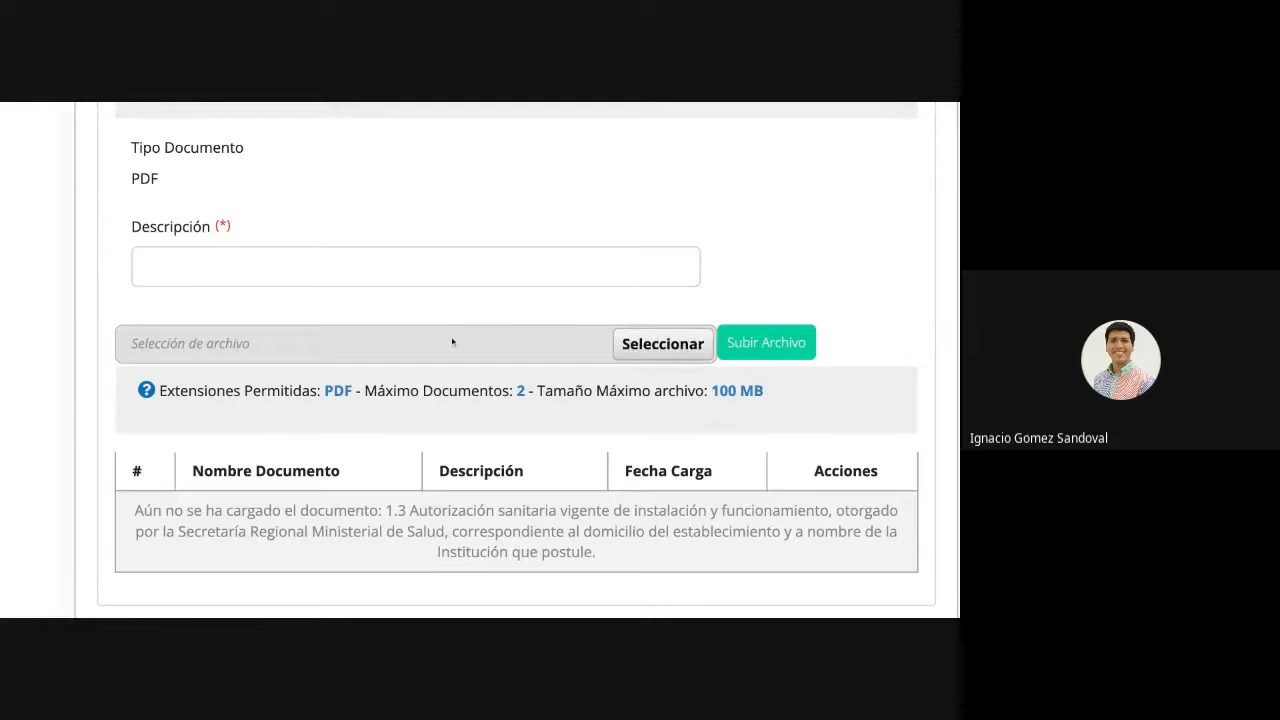 Tipo Documento
PDF
Descripción (*)
Selección de archivo
Seleccionar
Subir Archivo
Extensiones Permitidas: PDF - Máximo Documentos: 2 - Tamaño Máximo archivo: 100 MB
# Nombre Documento Descripción Fecha Carga Acciones
Aún no se ha cargado el documento: 1.3 Autorización sanitaria vigente de instalación y funcionamiento, otorgado
por la Secretaría Regional Ministerial de Salud, correspondiente al domicilio del establecimiento y a nombre de la
Institución que postule.
Ignacio Gomez Sandoval